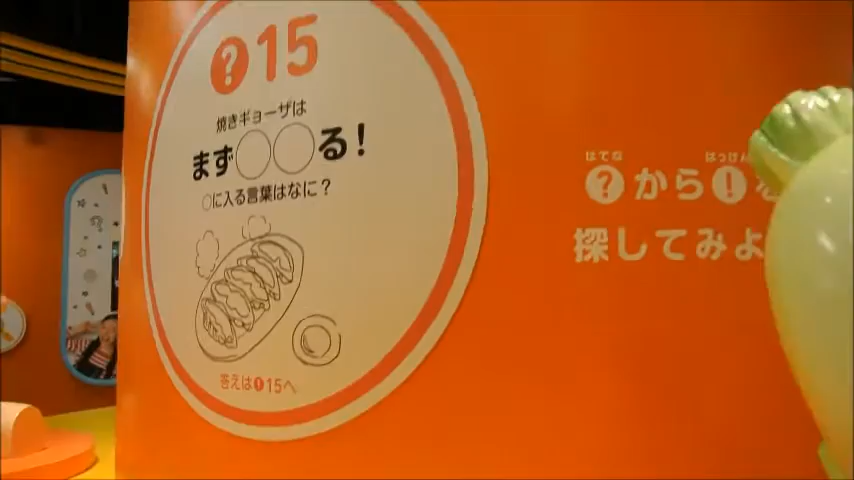 ?15
焼きギョーザは
まず○○る！
○に入る言葉はなに？
答えは!15へ
はてな はっけん
?から!を
探してみよ